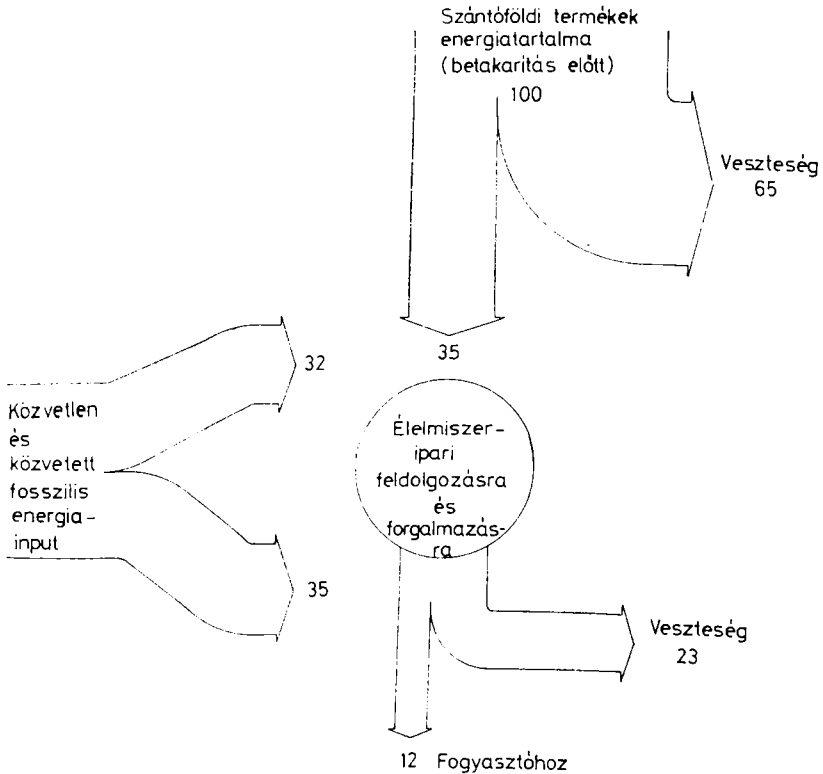 Szántóföldi termékek
energiatartalma
(betakaritás előtt)
100
Veszteség
65
35
32
Közvetlen
és
közvetett
fosszilis
energia-
input
35
Élelmiszer-
ipari
feldolgozásra
és
forgalmazás-
ra
Veszteség
23
12 Fogyasztóhoz